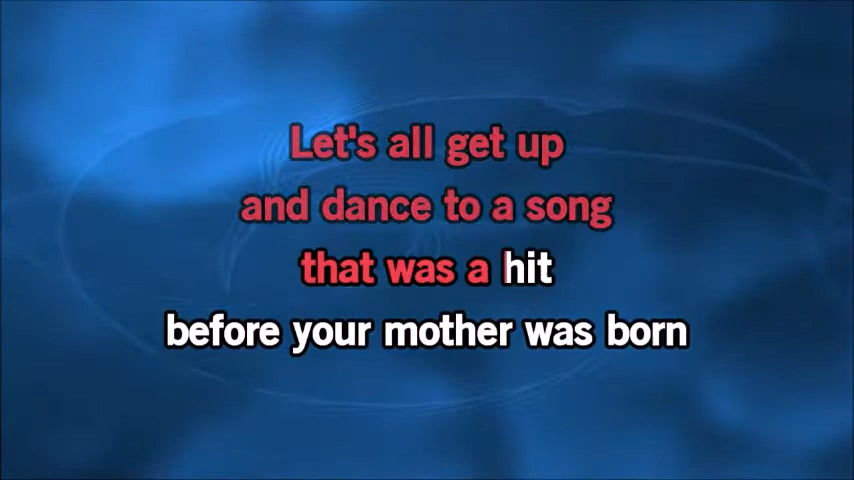 Let's all get up
and dance to a song
that was a hit
before your mother was born